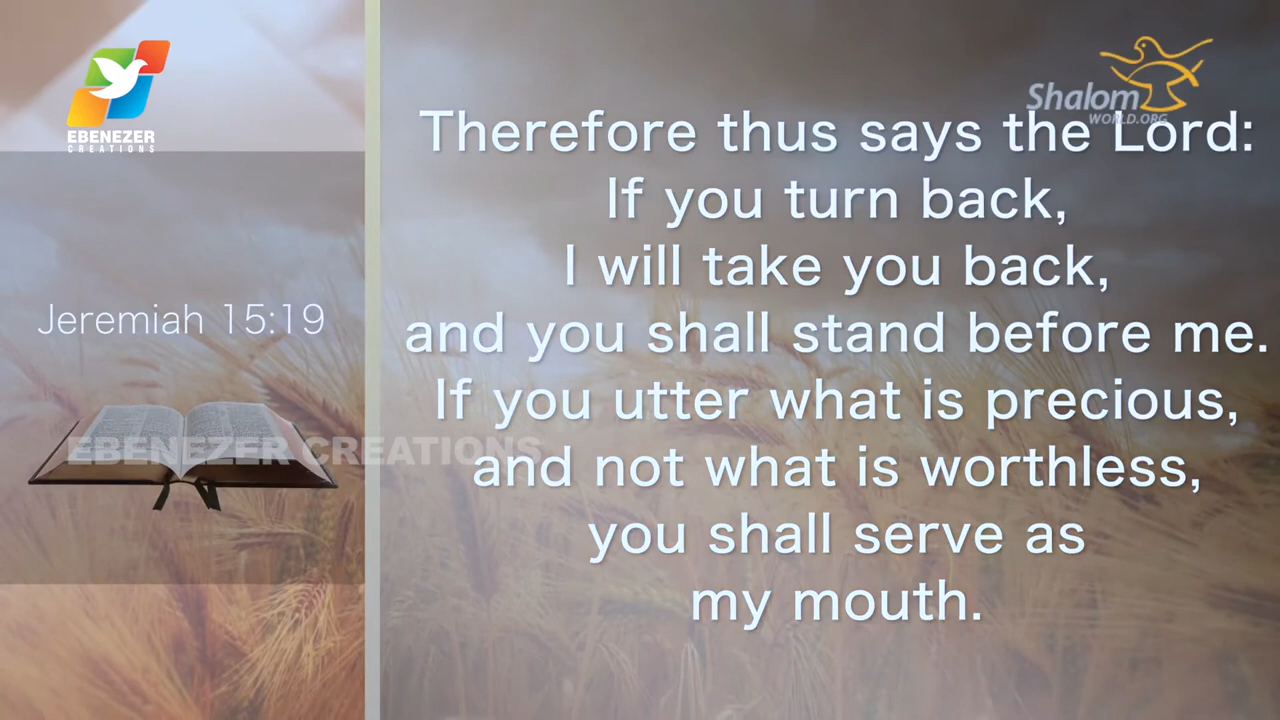 EBENEZER
CREATIONS
Shalom
WORLD.ORG
Jeremiah 15:19
Therefore thus says the Lord:
If you turn back,
I will take you back,
and you shall stand before me.
If you utter what is precious,
and not what is worthless,
you shall serve as
my mouth.
EBENEZER CREATIONS